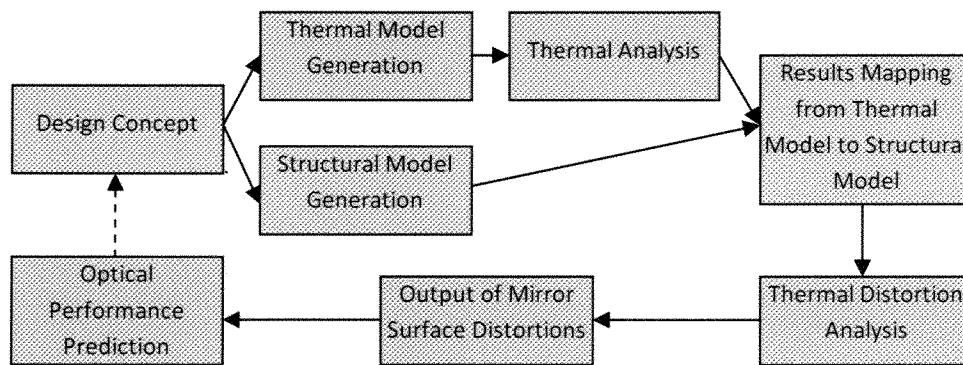 Thermal Model
Generation
Thermal Analysis
Results Mapping
from Thermal
Model to Structura
Model
Design Concept
Structural Model
Generation
Optical
Performance
Prediction
Output of Mirror
Surface Distortions
Thermal Distortion
Analysis